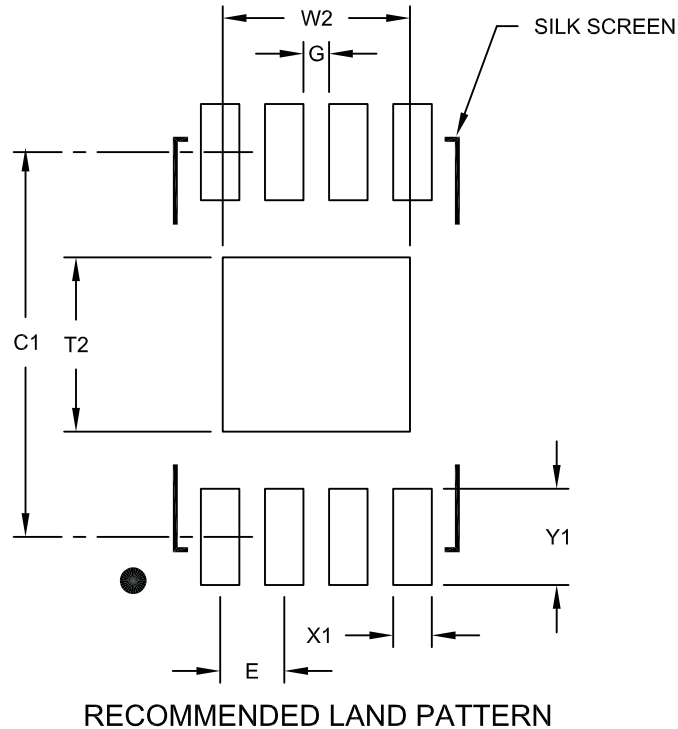 W2
SILK SCREEN
G
C1
T2
Y1
X1
E
RECOMMENDED LAND PATTERN